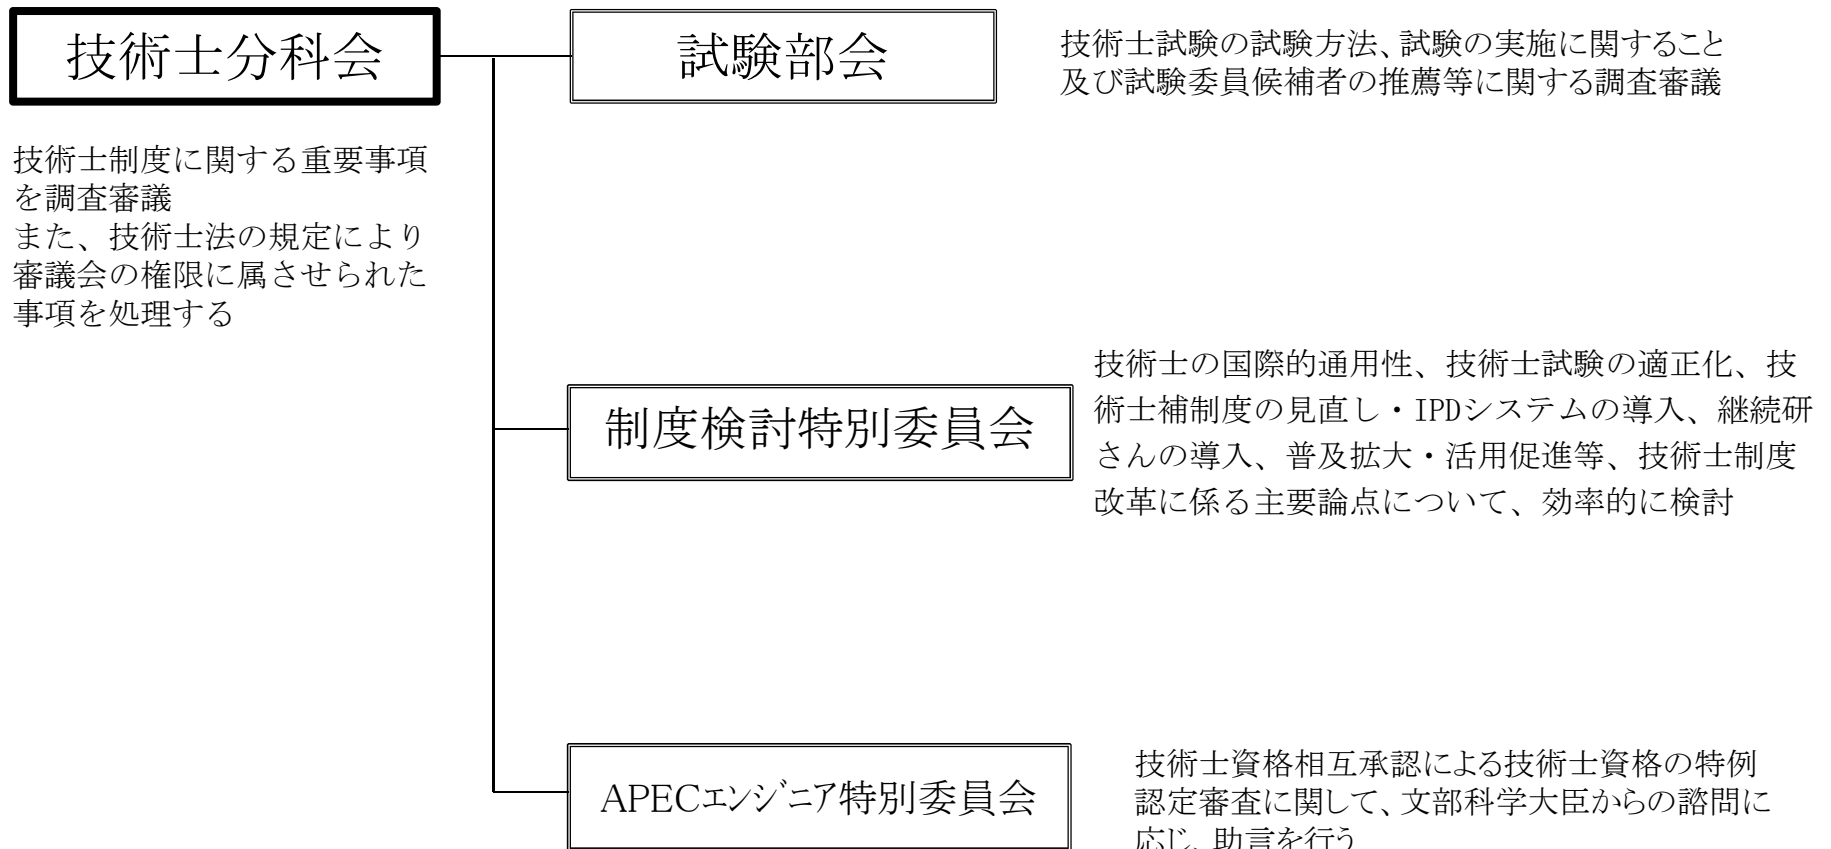 技術士分科会
試験部会
技術士試験の試験方法、試験の実施に関すること
及び試験委員候補者の推薦等に関する調査審議
技術士制度に関する重要事項
を調査審議
また、技術士法の規定により
審議会の権限に属させられた
事項を処理する
制度検討特別委員会
技術士の国際的通用性、技術士試験の適正化、技
術士補制度の見直し・IPDシステムの導入、継続研
さんの導入、普及拡大・活用促進等、技術士制度
改革に係る主要論点について、効率的に検討
APECエンジニア特別委員会
技術士資格相互承認による技術士資格の特例
認定審査に関して、文部科学大臣からの諮問に
応じ、助言を行う